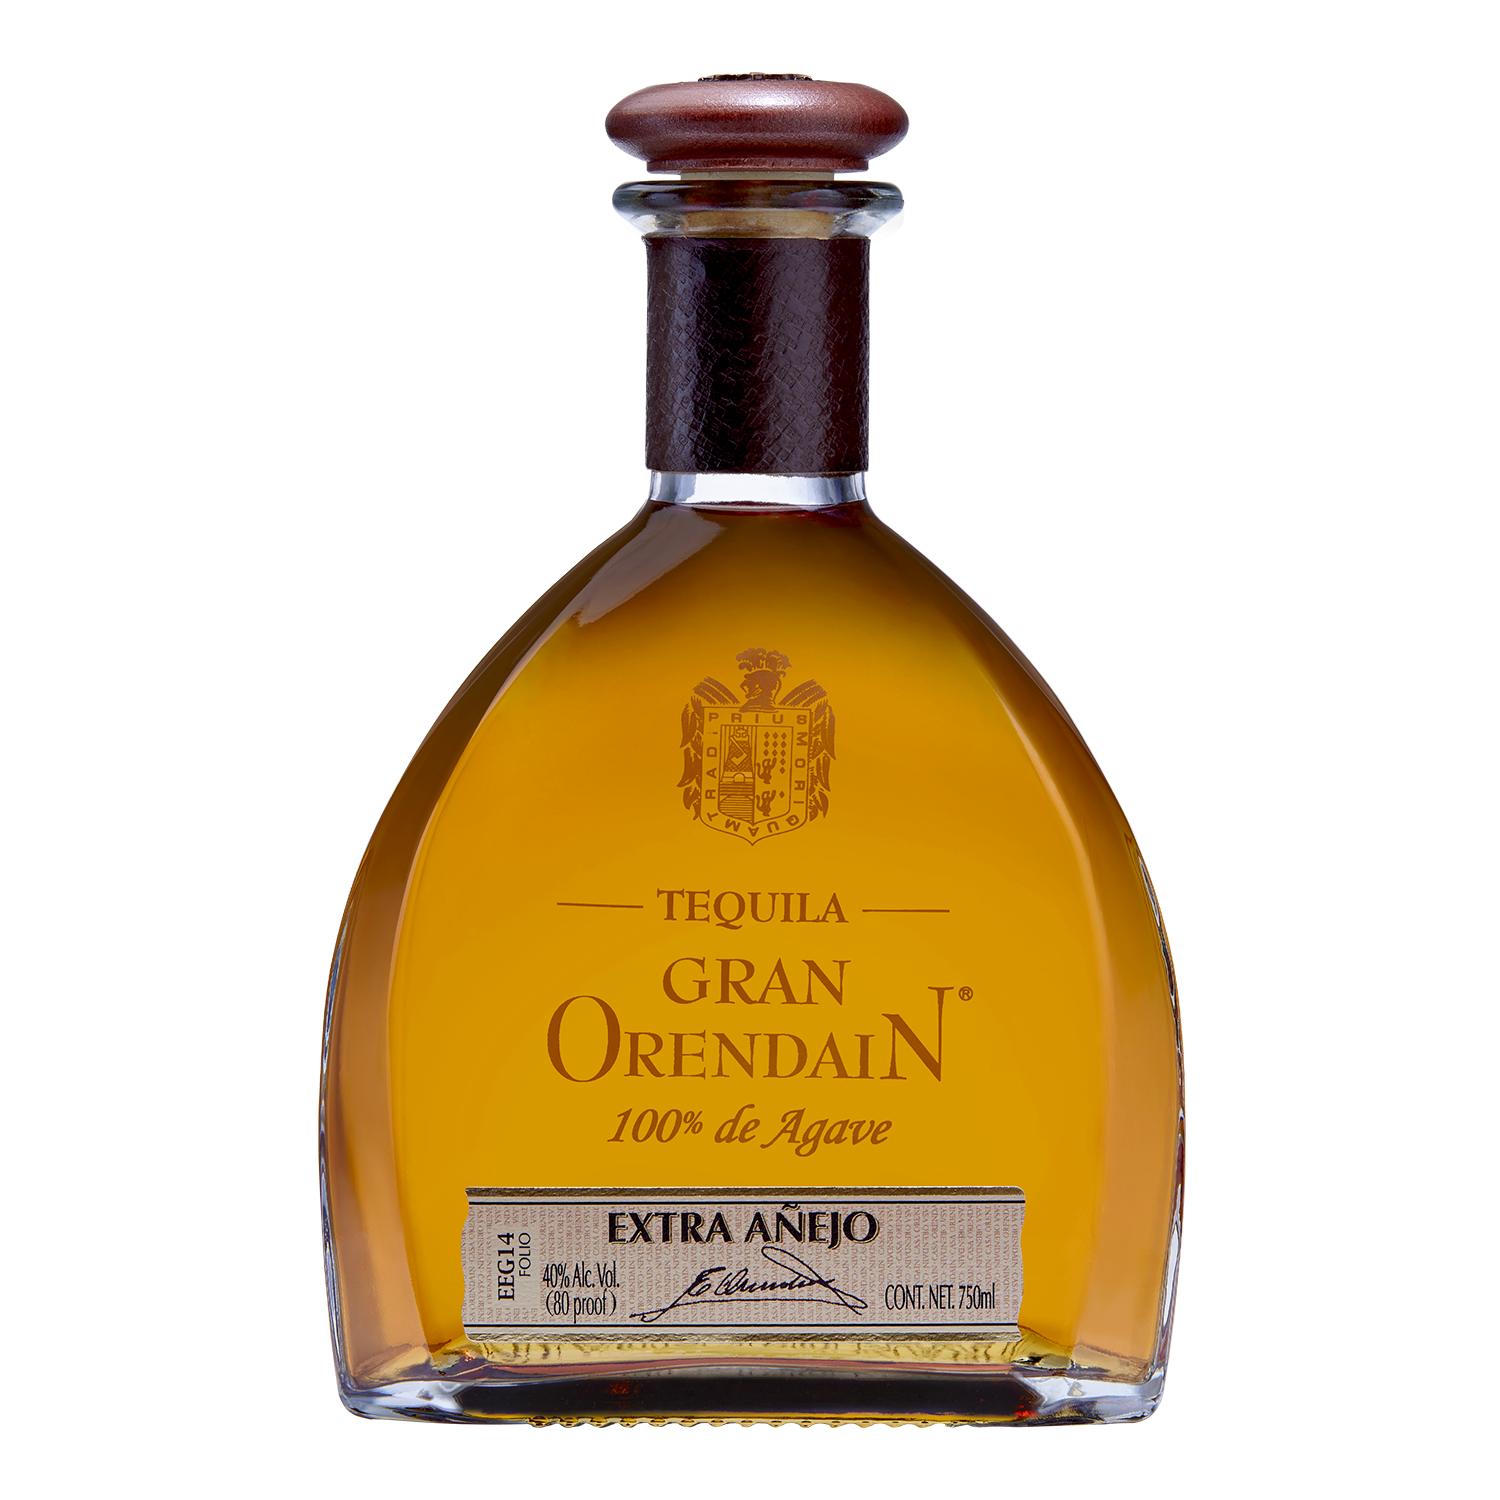 PRIUS MORI QUAM TRADI
TEQUILA
GRAN
ORENDAIN®
100% de Agave
EXTRA AÑEJO
EEG14
FOLIO
40% Alc. Vol.
(80 proof)
CONT. NET. 750ml